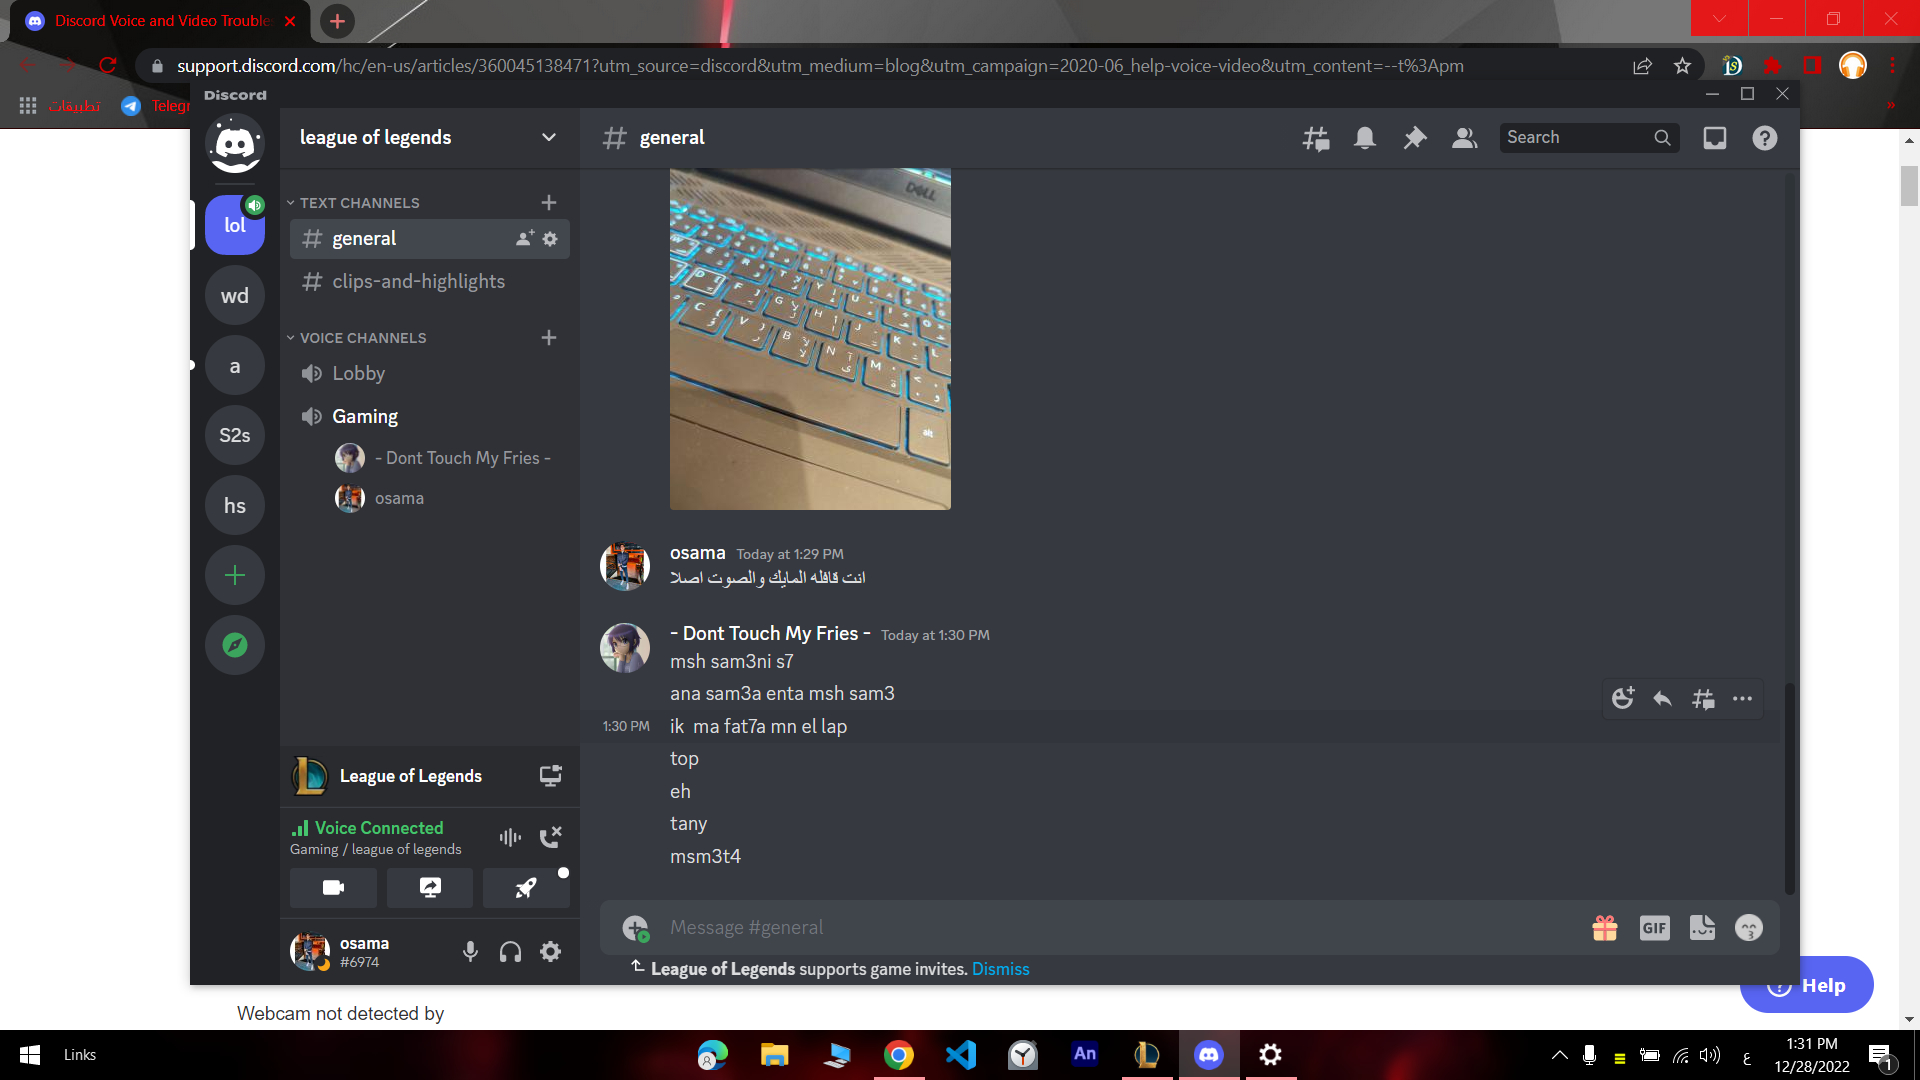 Discord Voice and Video Trouble
support.discord.com/hc/en-us/articles/360045138471?utm_source=discord&utm_medium=blog&utm_campaign=2020-06_help-voice-video&utm_content=--t%3Apm
تطبيقات
Telegr
Discord
league of legends
general
Search
lol
wd
a
S2s
hs
TEXT CHANNELS
general
clips-and-highlights
VOICE CHANNELS
Lobby
Gaming
- Dont Touch My Fries -
osama
DELL
alt
osama Today at 1:29 PM
انت قافله المايك والصوت اصلا
- Dont Touch My Fries - Today at 1:30 PM
msh sam3ni s7
ana sam3a enta msh sam3
1:30 PM ik ma fat7a mn el lap
top
eh
tany
msm3t4
League of Legends
Voice Connected
Gaming / league of legends
osama
#6974
Message #general
GIF
League of Legends supports game invites. Dismiss
Help
Webcam not detected by
Links
An
ع
1:31 PM
12/28/2022
1